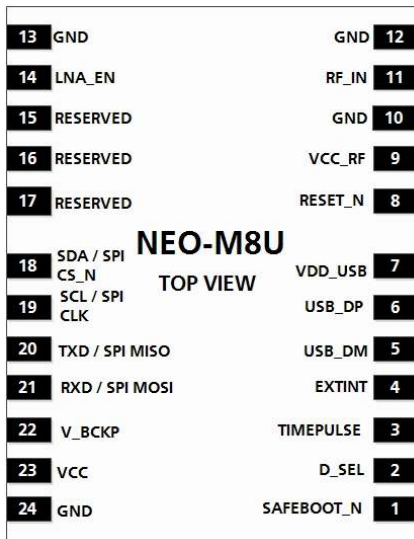 13 GND GND 12
14 LNA_EN RF_IN 11
15 RESERVED GND 10
16 RESERVED VCC_RF 9
17 RESERVED RESET_N 8
NEO-M8U
TOP VIEW
18 SDA / SPI
CS_N
VDD_USB 7
19 SCL / SPI
CLK
USB_DP 6
20 TXD / SPI MISO USB_DM 5
21 RXD / SPI MOSI EXTINT 4
22 V_BCKP TIMEPULSE 3
23 VCC D_SEL 2
24 GND SAFEBOOT_N 1